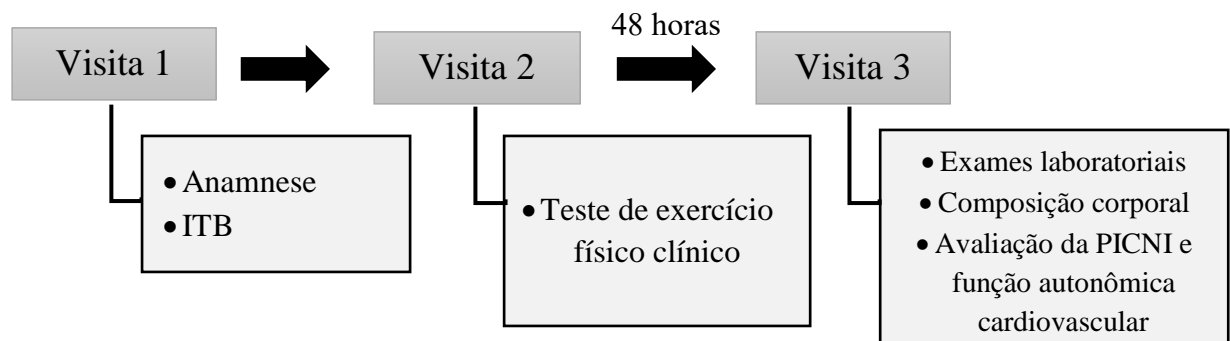 48 horas
Visita 1
Visita 2
Visita 3
• Anamnese
• ITB
• Teste de exercício
físico clínico
• Exames laboratoriais
• Composição corporal
• Avaliação da PICNI e
função autonômica
cardiovascular